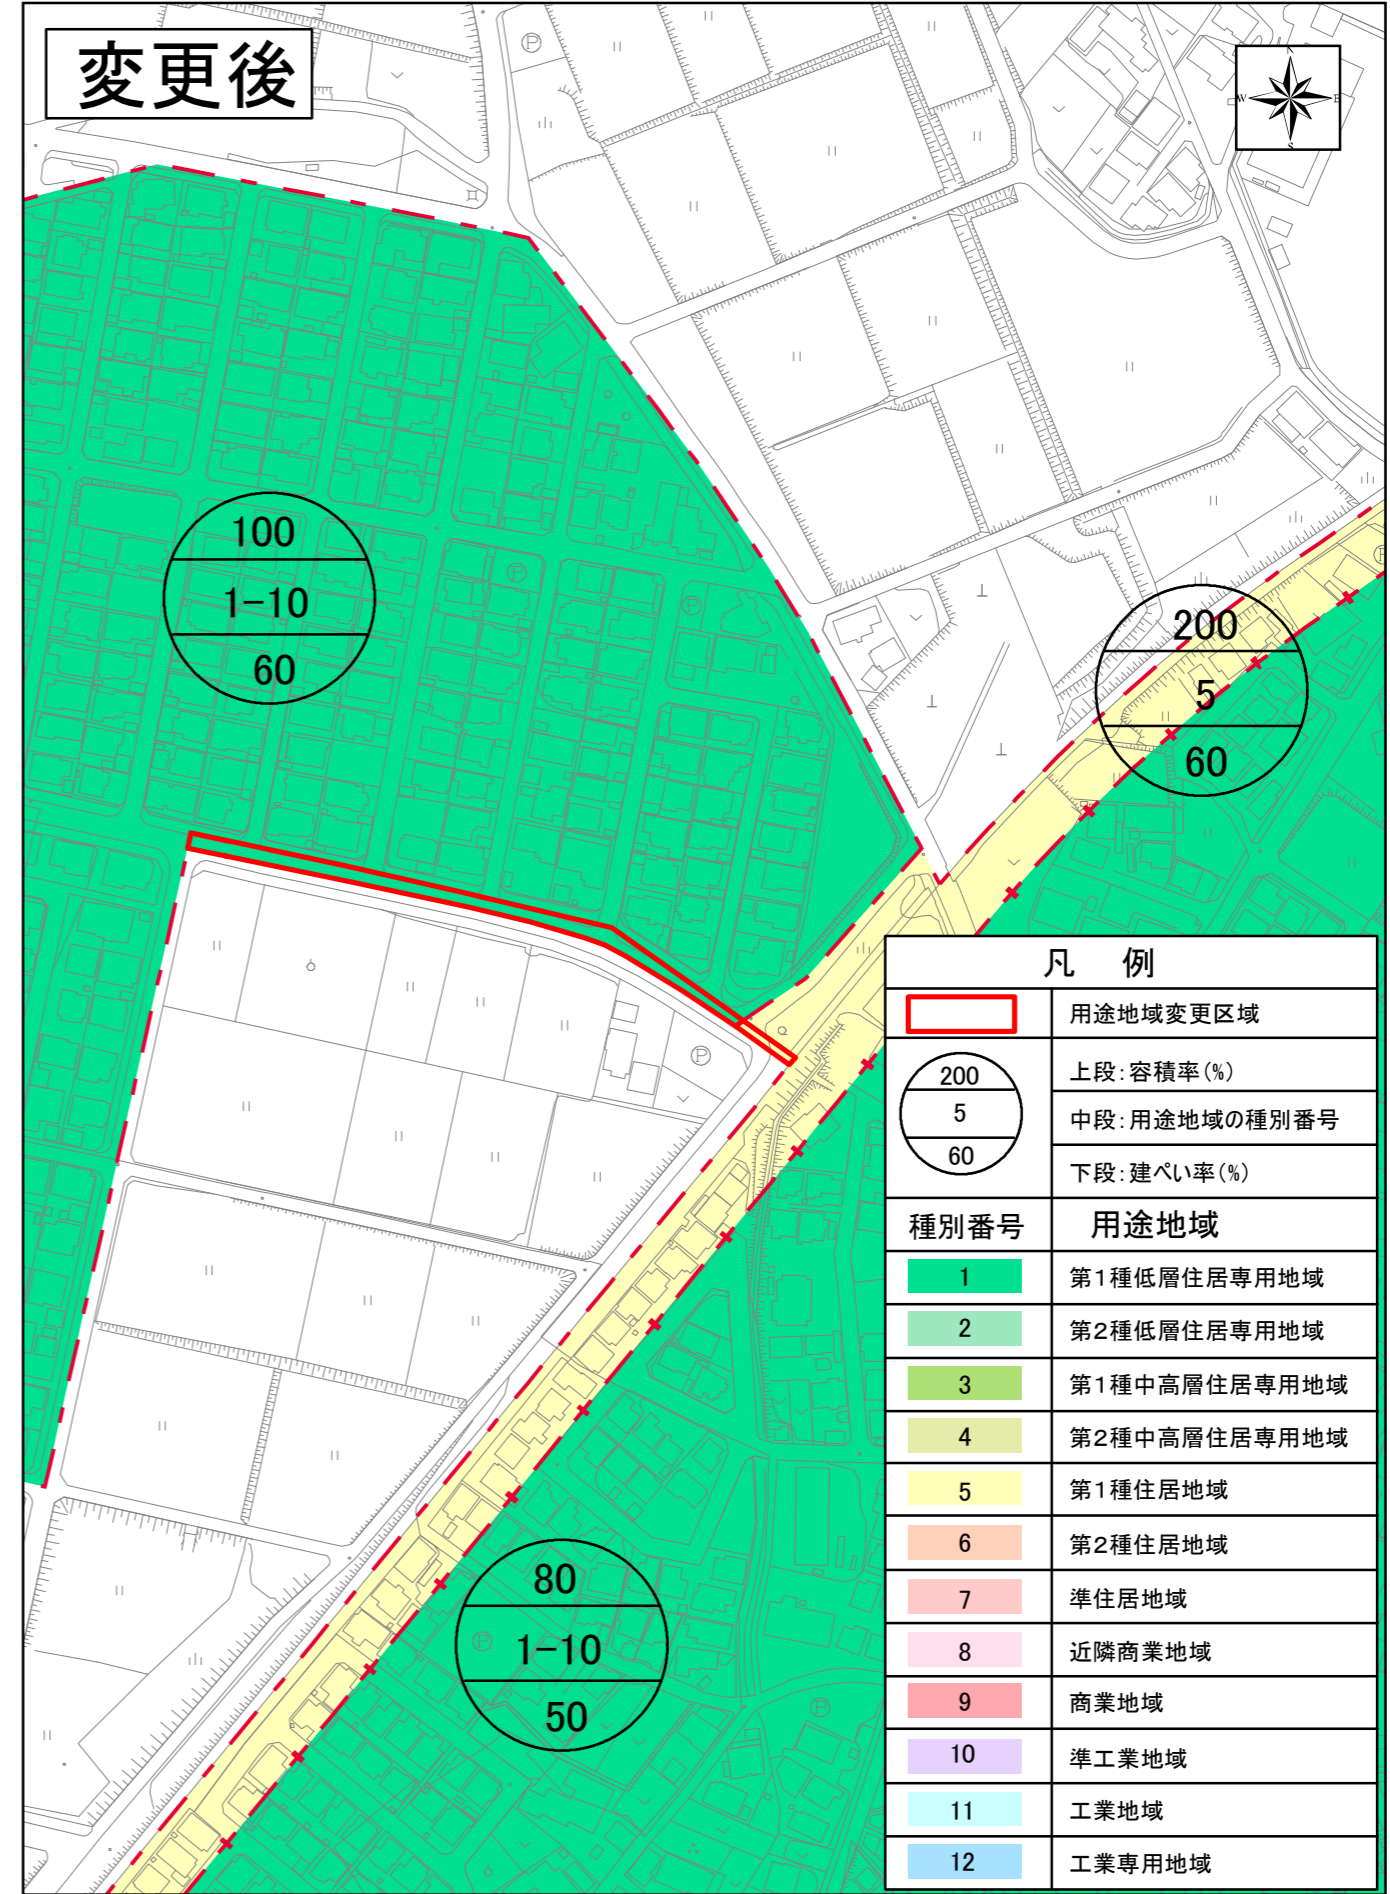 変更後
N
W
E
S
P
100
1-10
60
P
P
P
200
5
60
P
80
1-10
50
P
P
凡 例
用途地域変更区域
200
5
60
上段:容積率(%)
中段:用途地域の種別番号
下段:建ぺい率(%)
種別番号 用途地域
1 第1種低層住居専用地域
2 第2種低層住居専用地域
3 第1種中高層住居専用地域
4 第2種中高層住居専用地域
5 第1種住居地域
6 第2種住居地域
7 準住居地域
8 近隣商業地域
9 商業地域
10 準工業地域
11 工業地域
12 工業専用地域